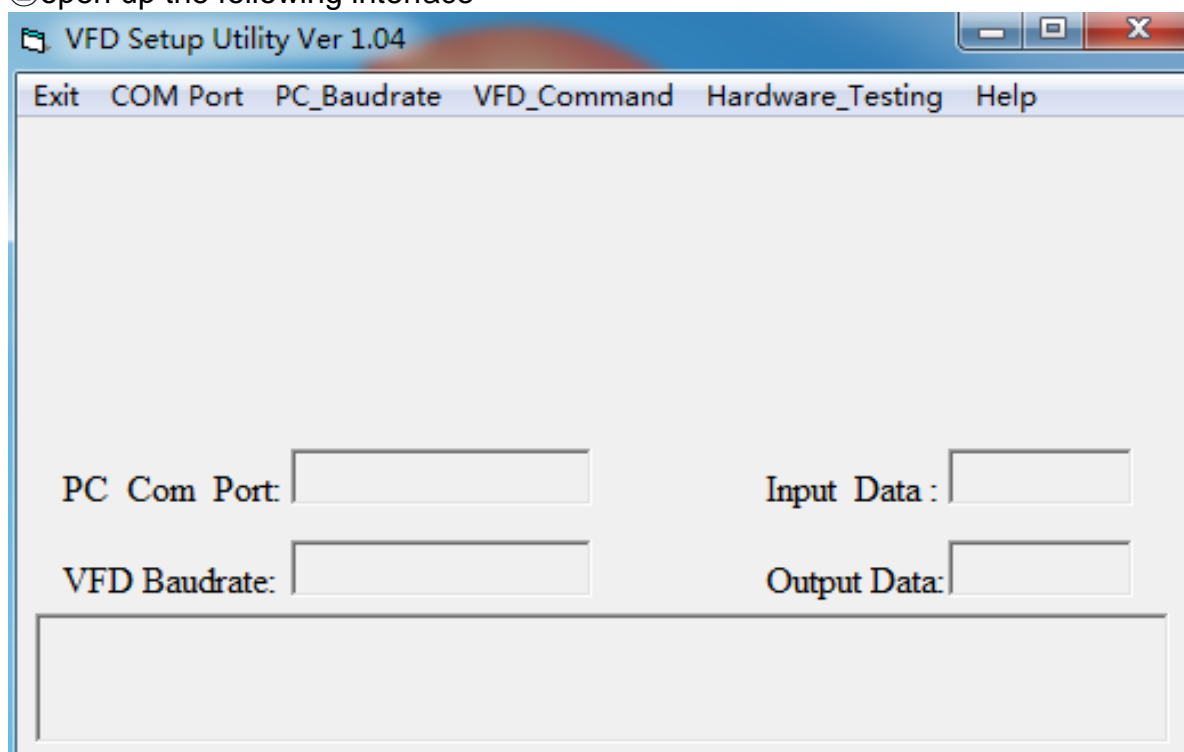 open up the following interface
VFD Setup Utility Ver 1.04
Exit COM Port PC_Baudrate VFD_Command Hardware_Testing Help
PC Com Port:
Input Data :
VFD Baudrate:
Output Data: